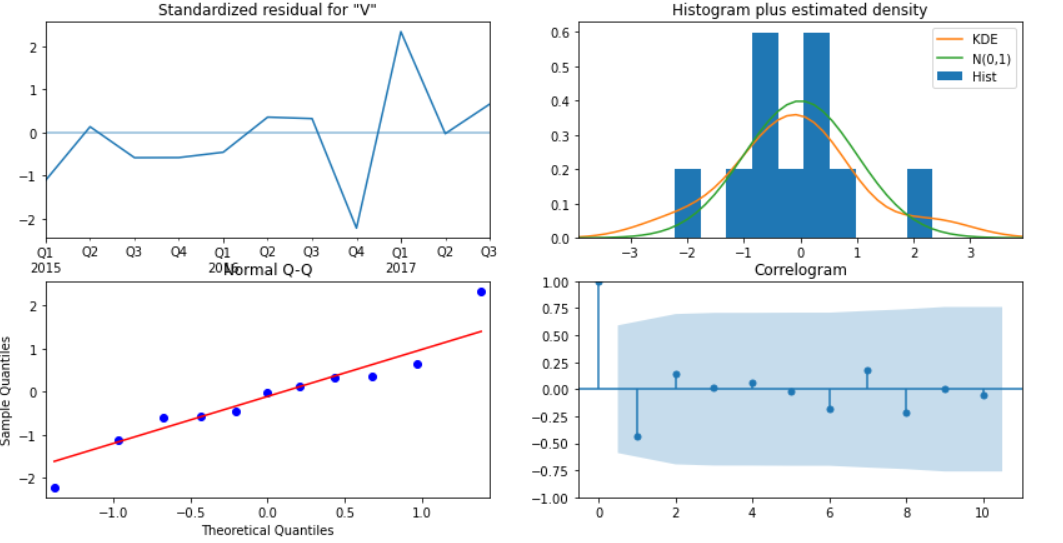 Standardized residual for "V"
2
1
0
−1
−2
Q1 Q2 Q3 Q4 Q1 Q2 Q3 Q4 Q1 Q2 Q3
2015 2016 2017
Histogram plus estimated density
0.6
0.5
0.4
0.3
0.2
0.1
0.0
−3 −2 −1 0 1 2 3
KDE
N(0,1)
Hist
Normal Q-Q
Sample Quantiles
2
1
0
−1
−2
−1.0 −0.5 0.0 0.5 1.0
Theoretical Quantiles
Correlogram
1.00
0.75
0.50
0.25
0.00
−0.25
−0.50
−0.75
−1.00
0 2 4 6 8 10